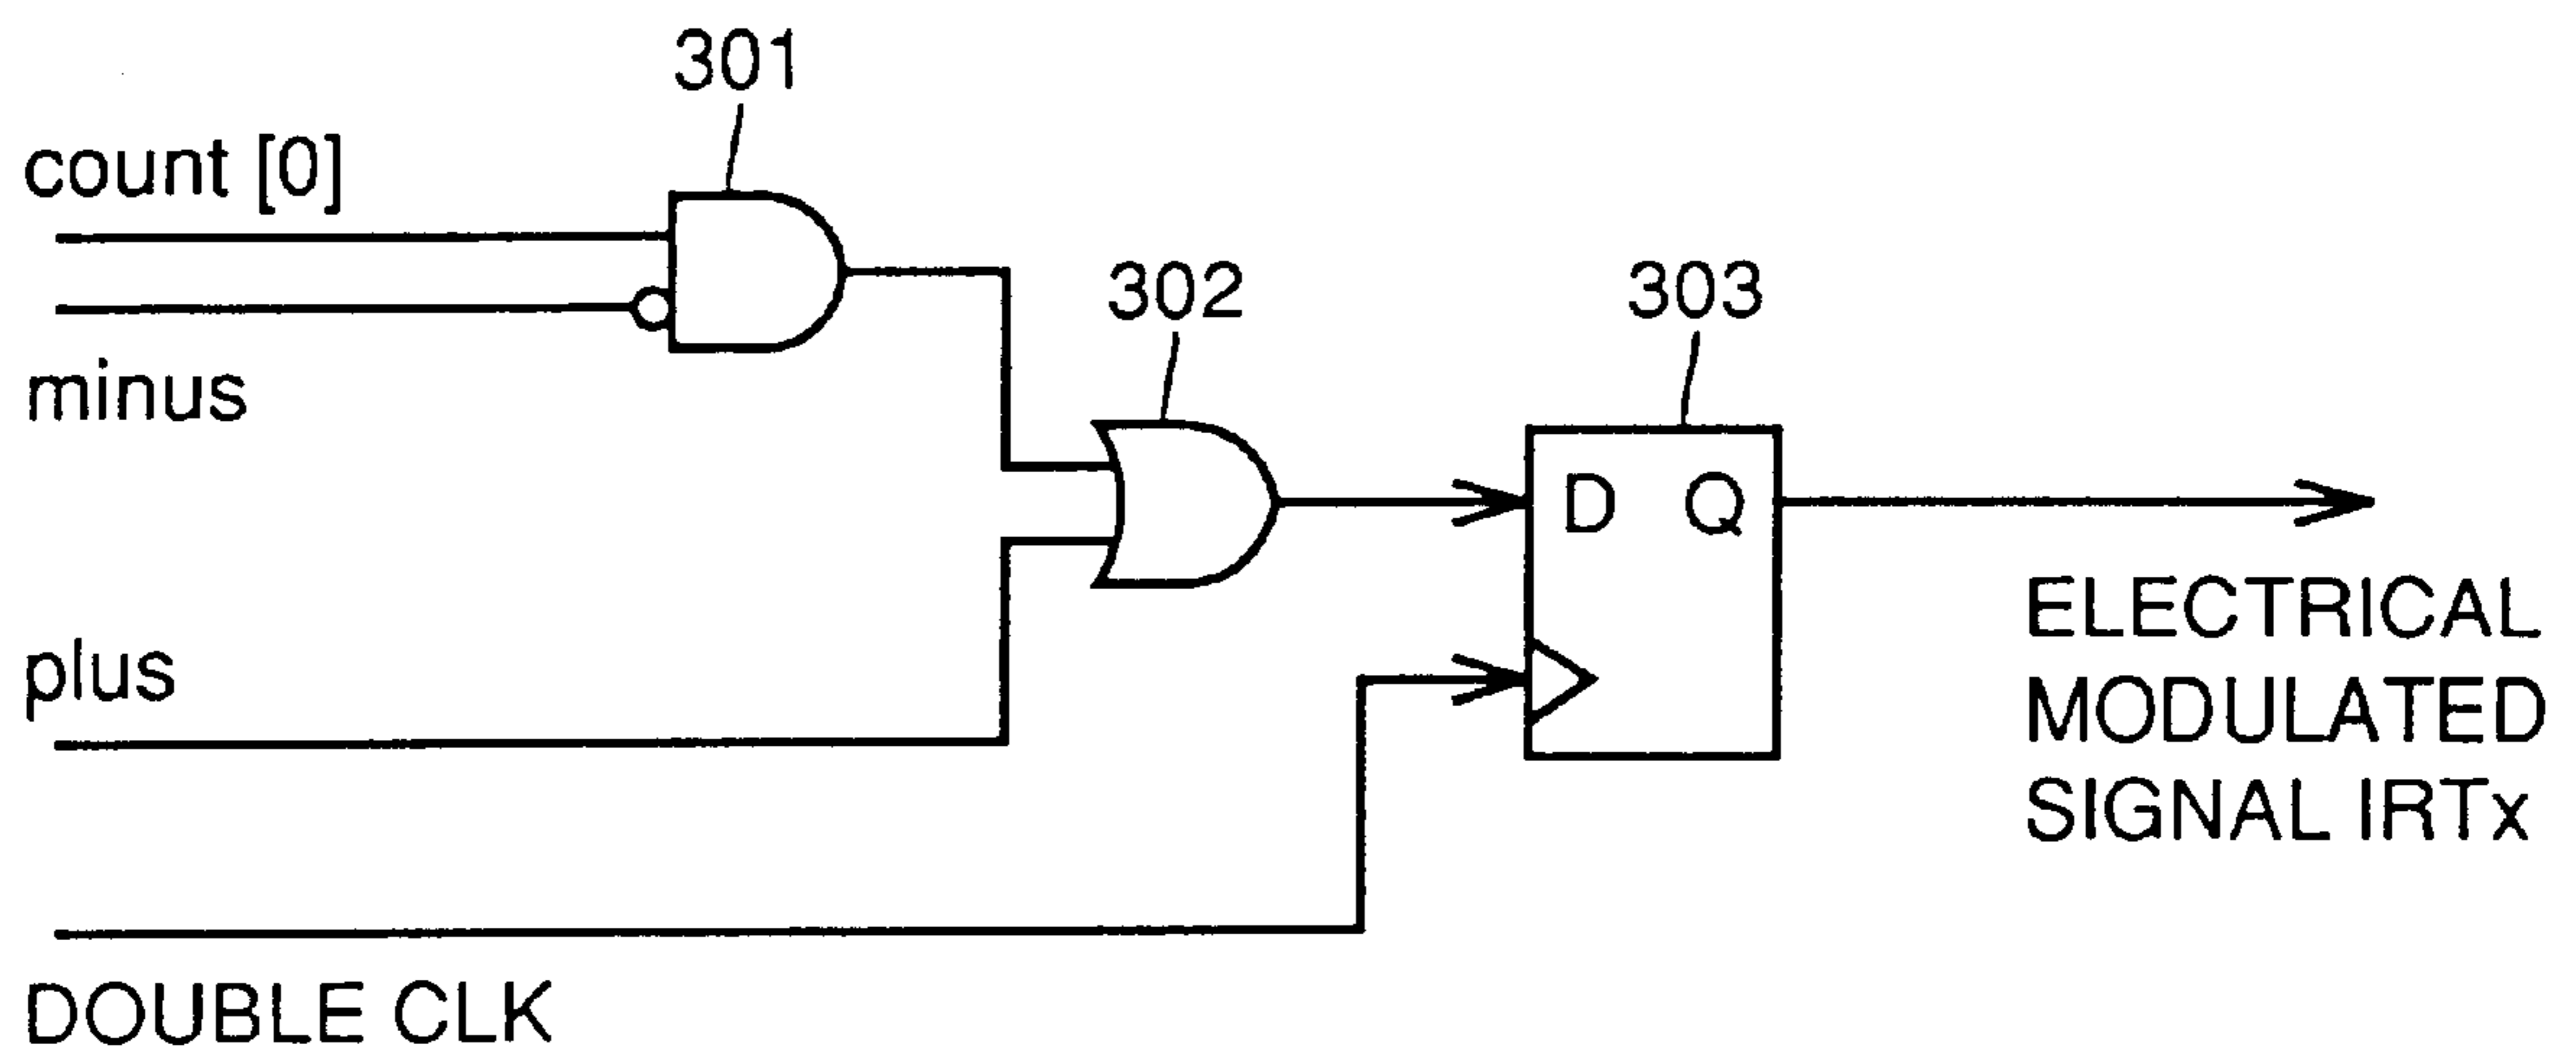 301
count [0]
minus
302
303
D Q
plus
ELECTRICAL
MODULATED
SIGNAL IRTx
DOUBLE CLK